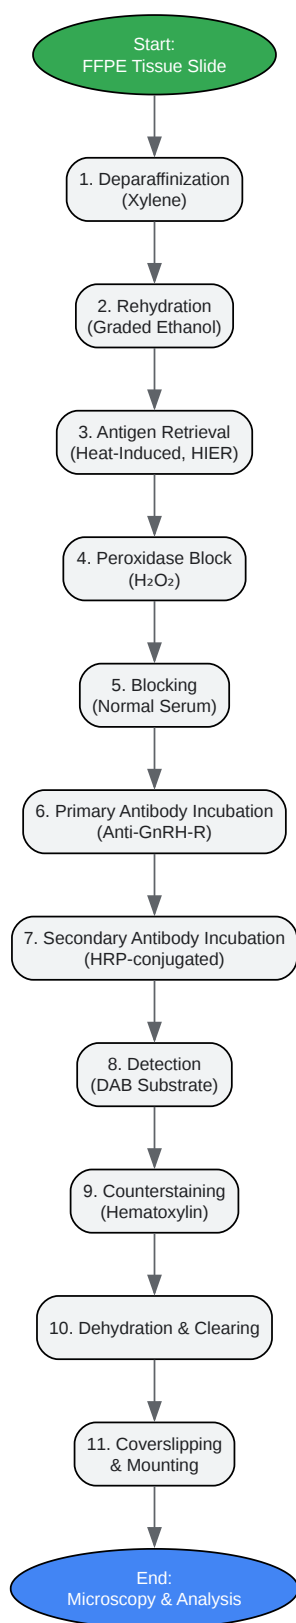 Start:
FFPE Tissue Slide
1. Deparaffinization
(Xylene)
2. Rehydration
(Graded Ethanol)
3. Antigen Retrieval
(Heat-Induced, HIER)
4. Peroxidase Block
(H₂O₂)
5. Blocking
(Normal Serum)
6. Primary Antibody Incubation
(Anti-GnRH-R)
7. Secondary Antibody Incubation
(HRP-conjugated)
8. Detection
(DAB Substrate)
9. Counterstaining
(Hematoxylin)
10. Dehydration & Clearing
11. Coverslipping
& Mounting
End:
Microscopy & Analysis